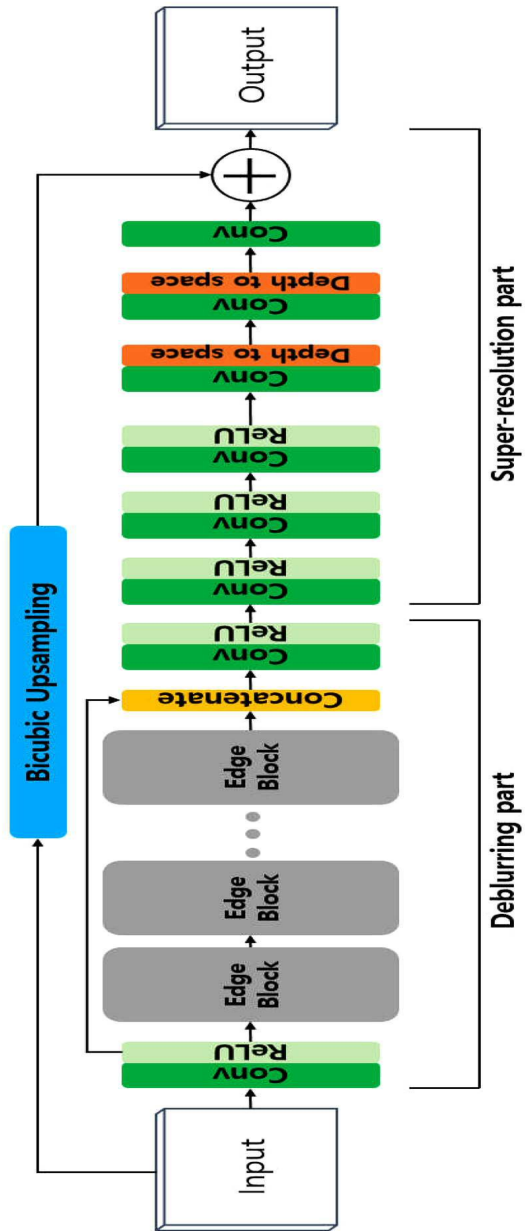 Bicubic Upsampling
Input
Conv
ReLU
Edge
Block
Edge
Block
Edge
Block
Concatenate
Conv
ReLU
Conv
ReLU
Conv
ReLU
Conv
ReLU
Conv
Depth to space
Conv
Depth to space
Conv
Output
Deblurring part
Super-resolution part